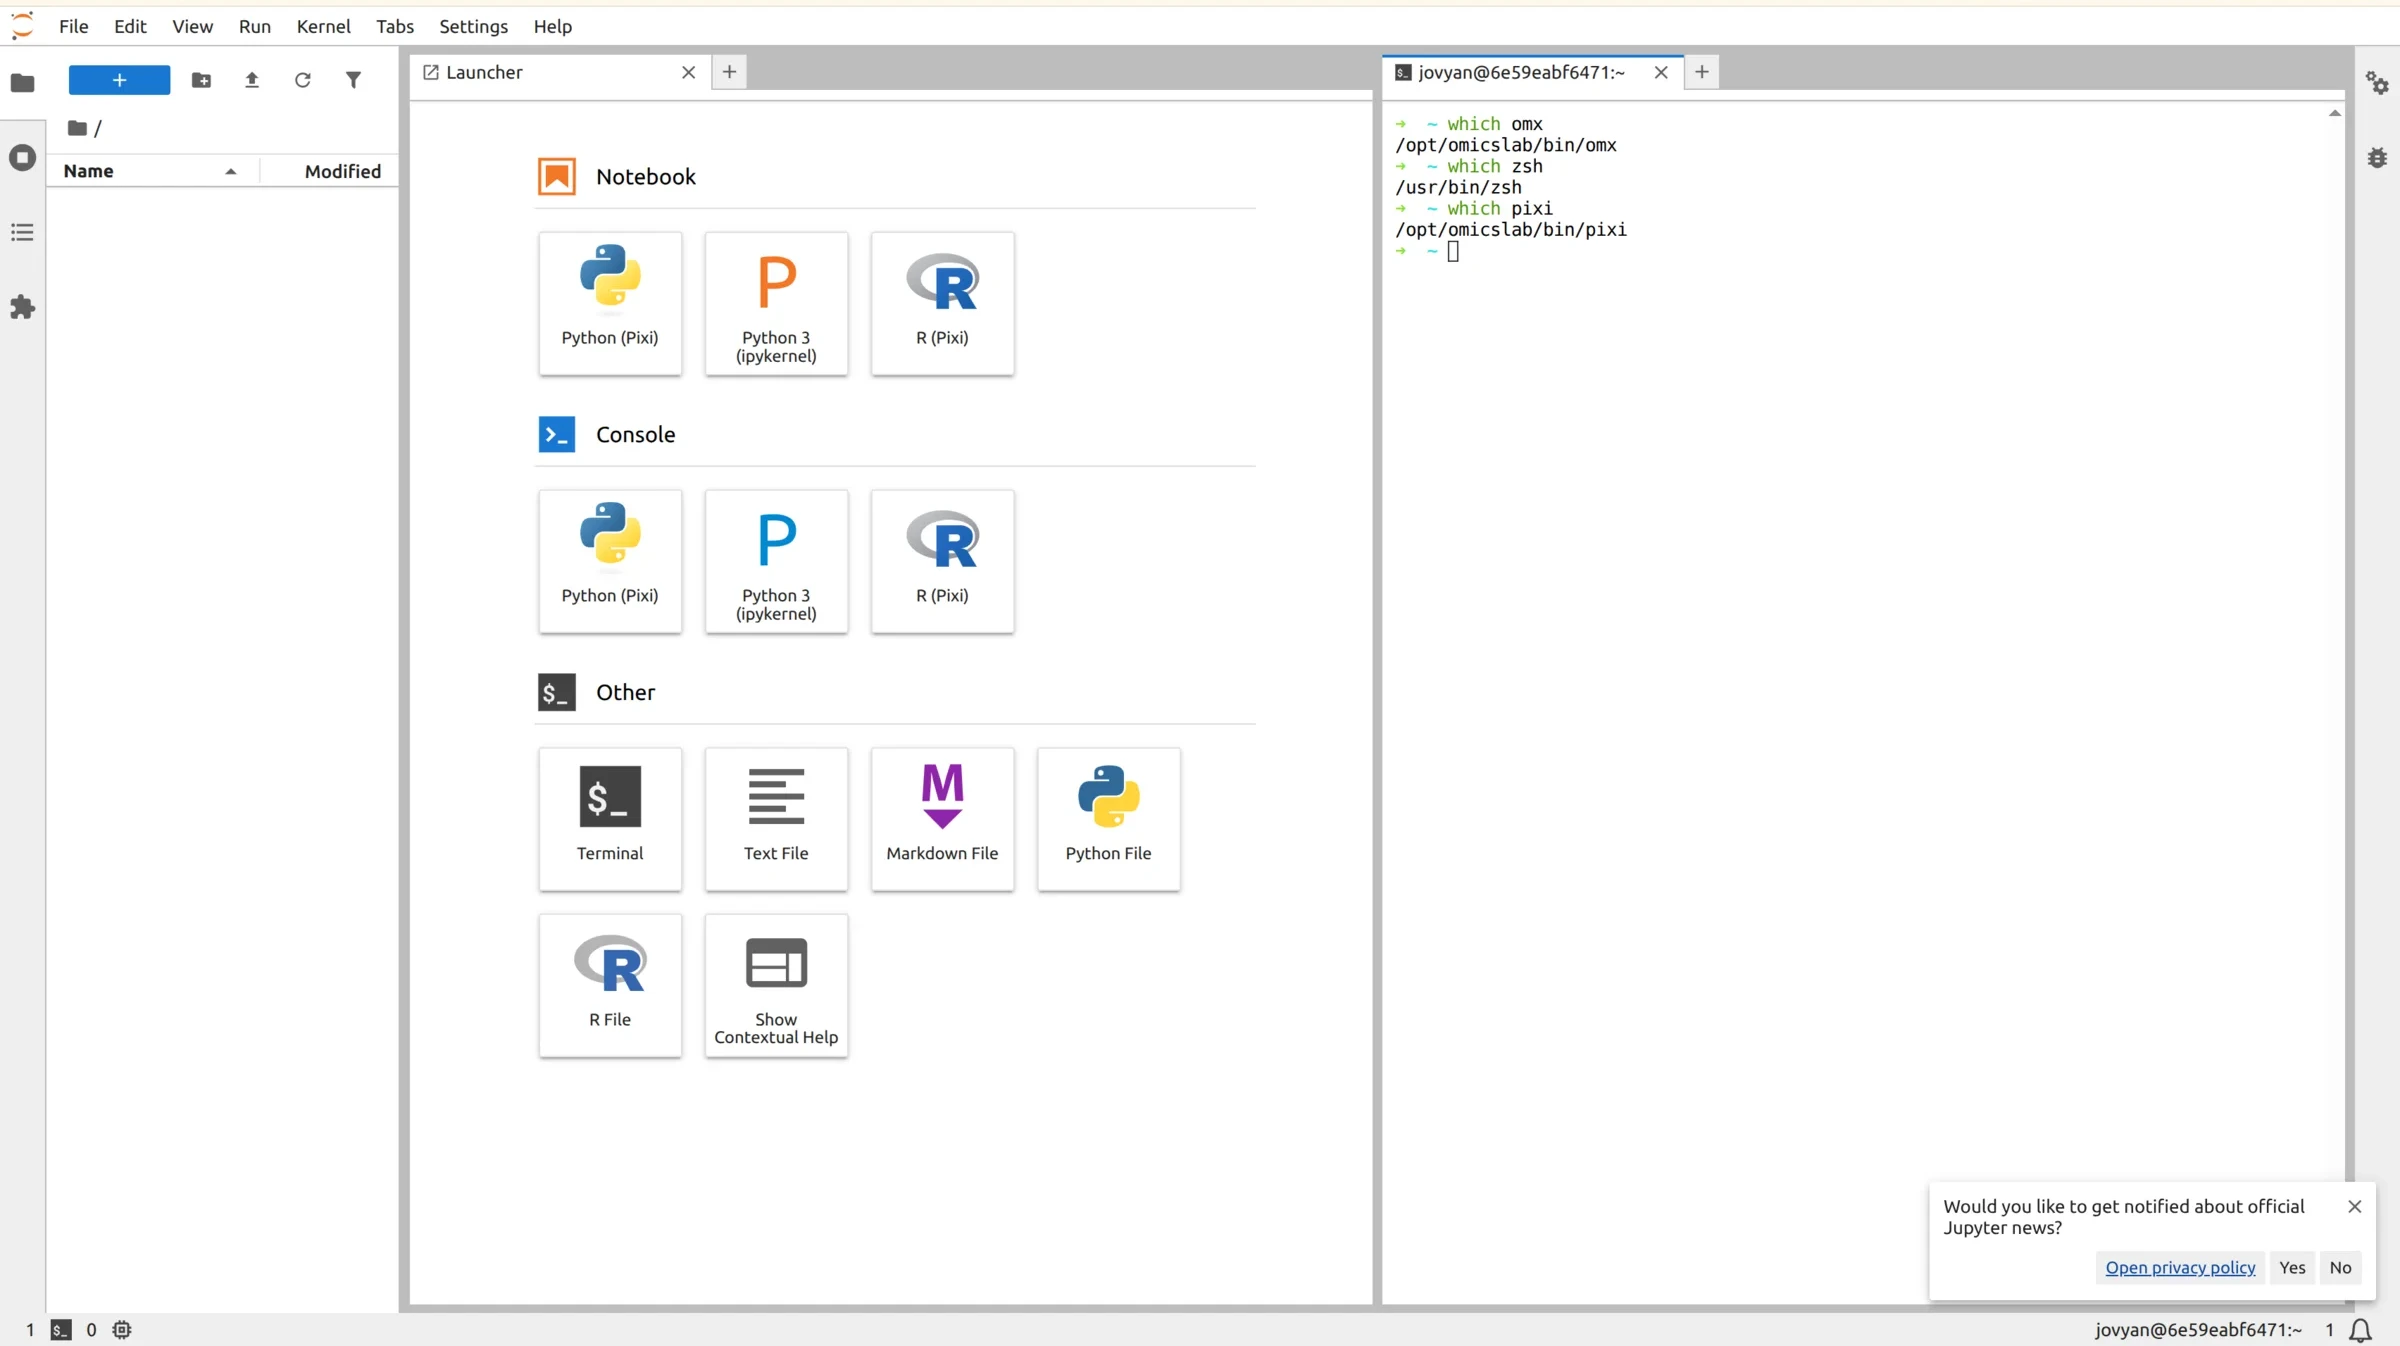 File Edit View Run Kernel Tabs Settings Help
+
/
Name Modified
Launcher
Notebook
Python (Pixi)
Python 3
(ipykernel)
R (Pixi)
Console
Python (Pixi)
Python 3
(ipykernel)
R (Pixi)
$_ Other
$_
Terminal
Text File
Markdown File
Python File
R File
Show
Contextual Help
jovyan@6e59eabf6471:~
➜ ~ which omx
/opt/omicslab/bin/omx
➜ ~ which zsh
/usr/bin/zsh
➜ ~ which pixi
/opt/omicslab/bin/pixi
➜ ~
Would you like to get notified about official
Jupyter news?
Open privacy policy Yes No
1 $_ 0
jovyan@6e59eabf6471:~ 1